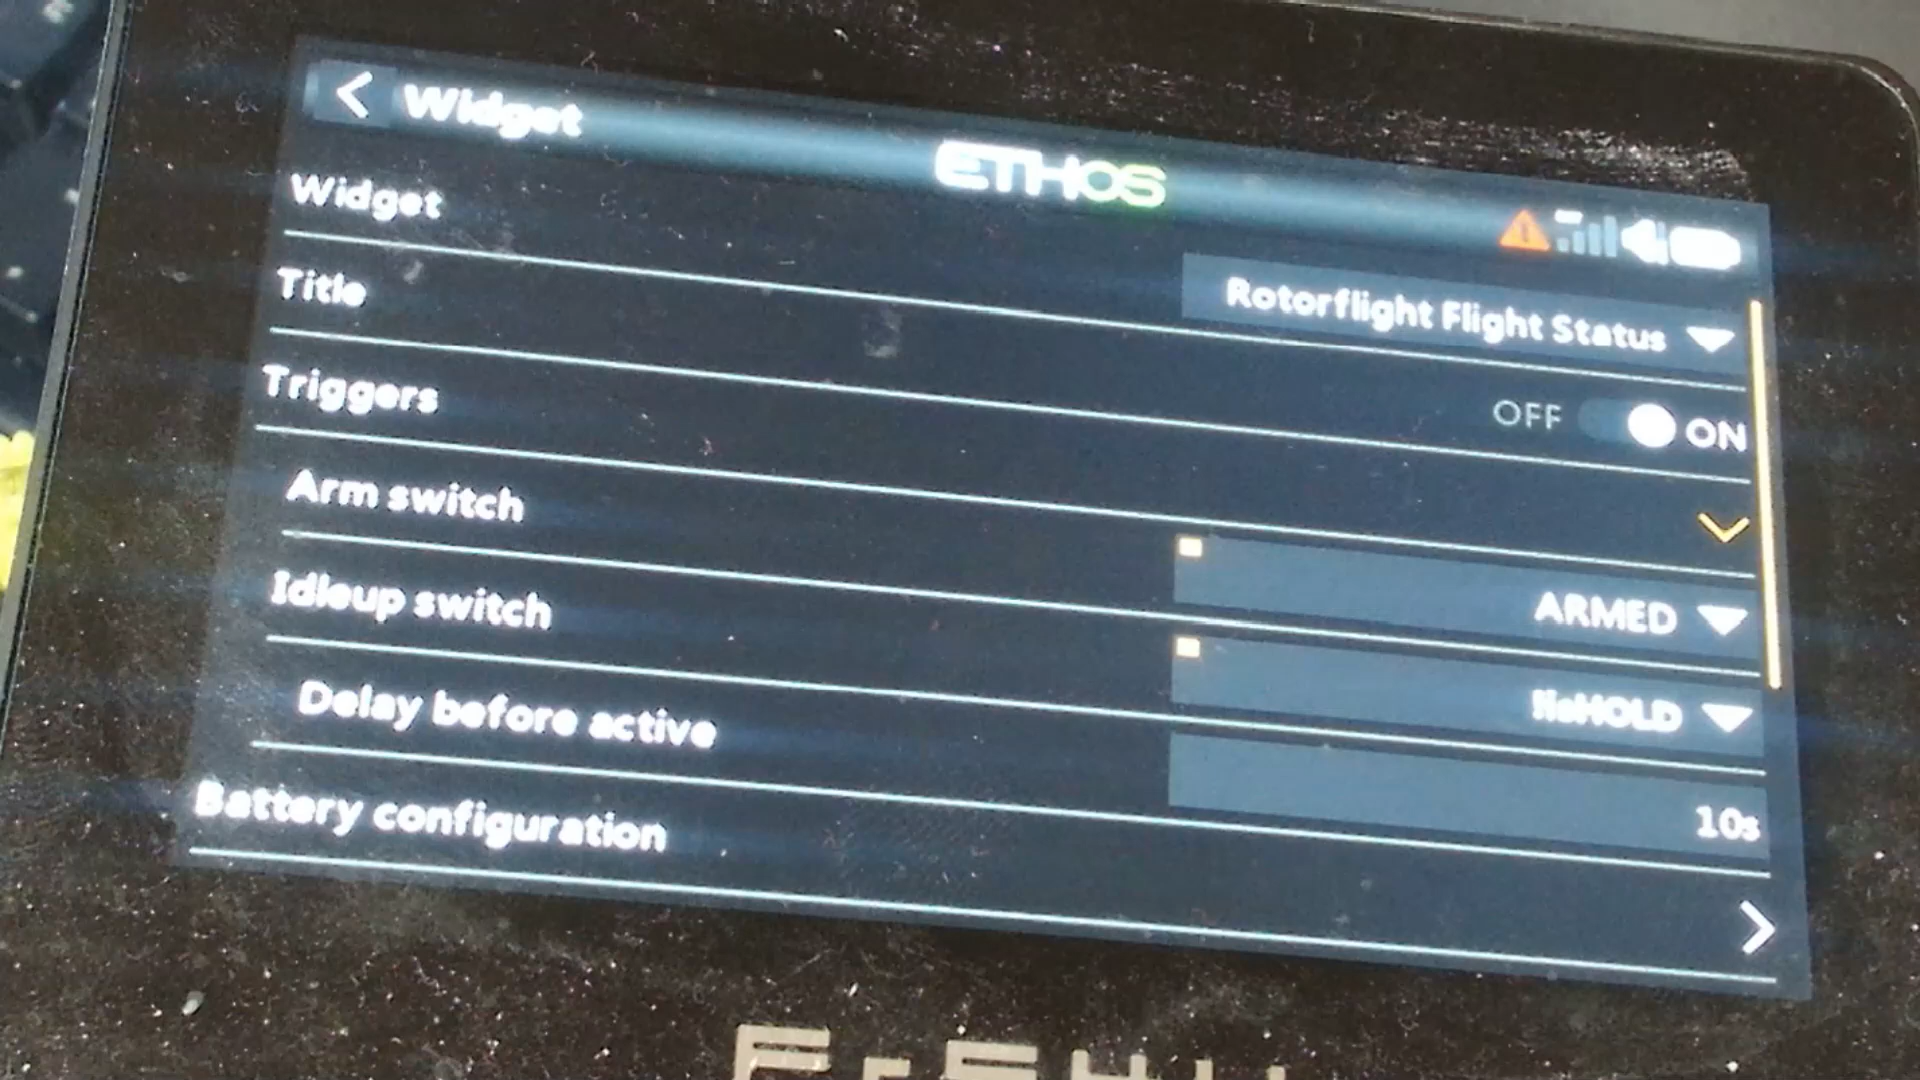 Widget
ETHOS
Widget
Rotorflight Flight Status
Title
OFF ON
Triggers
Arm switch
ARMED
Idleup switch
Delay before active
10s
Battery configuration